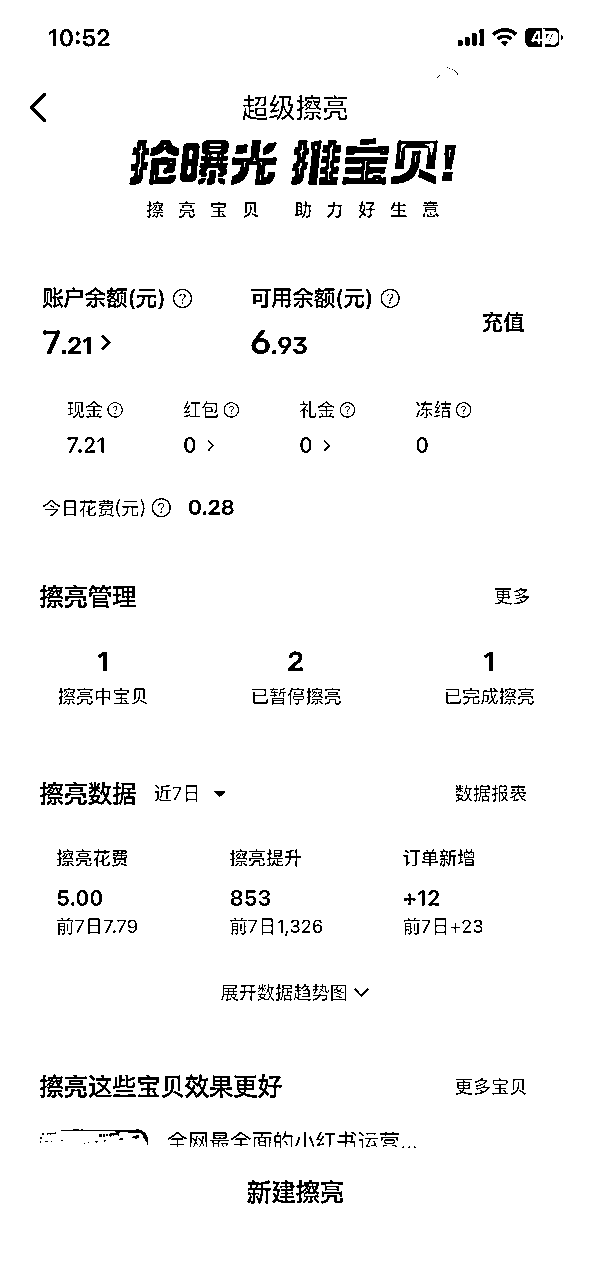 10:52
超级擦亮
抢曝光 推宝贝!
擦亮宝贝 助力好生意
账户余额(元) ? 可用余额(元) ?
7.21 > 6.93
充值
现金 ? 红包 ? 礼金 ? 冻结 ?
7.21 0 > 0 > 0
今日花费(元) ? 0.28
擦亮管理 更多
1 2 1
擦亮中宝贝 已暂停擦亮 已完成擦亮
擦亮数据 近7日 数据报表
擦亮花费 擦亮提升 订单新增
5.00 853 +12
前7日7.79 前7日1,326 前7日+23
展开数据趋势图
擦亮这些宝贝效果更好 更多宝贝
全网最全面的小红书运营...
新建擦亮